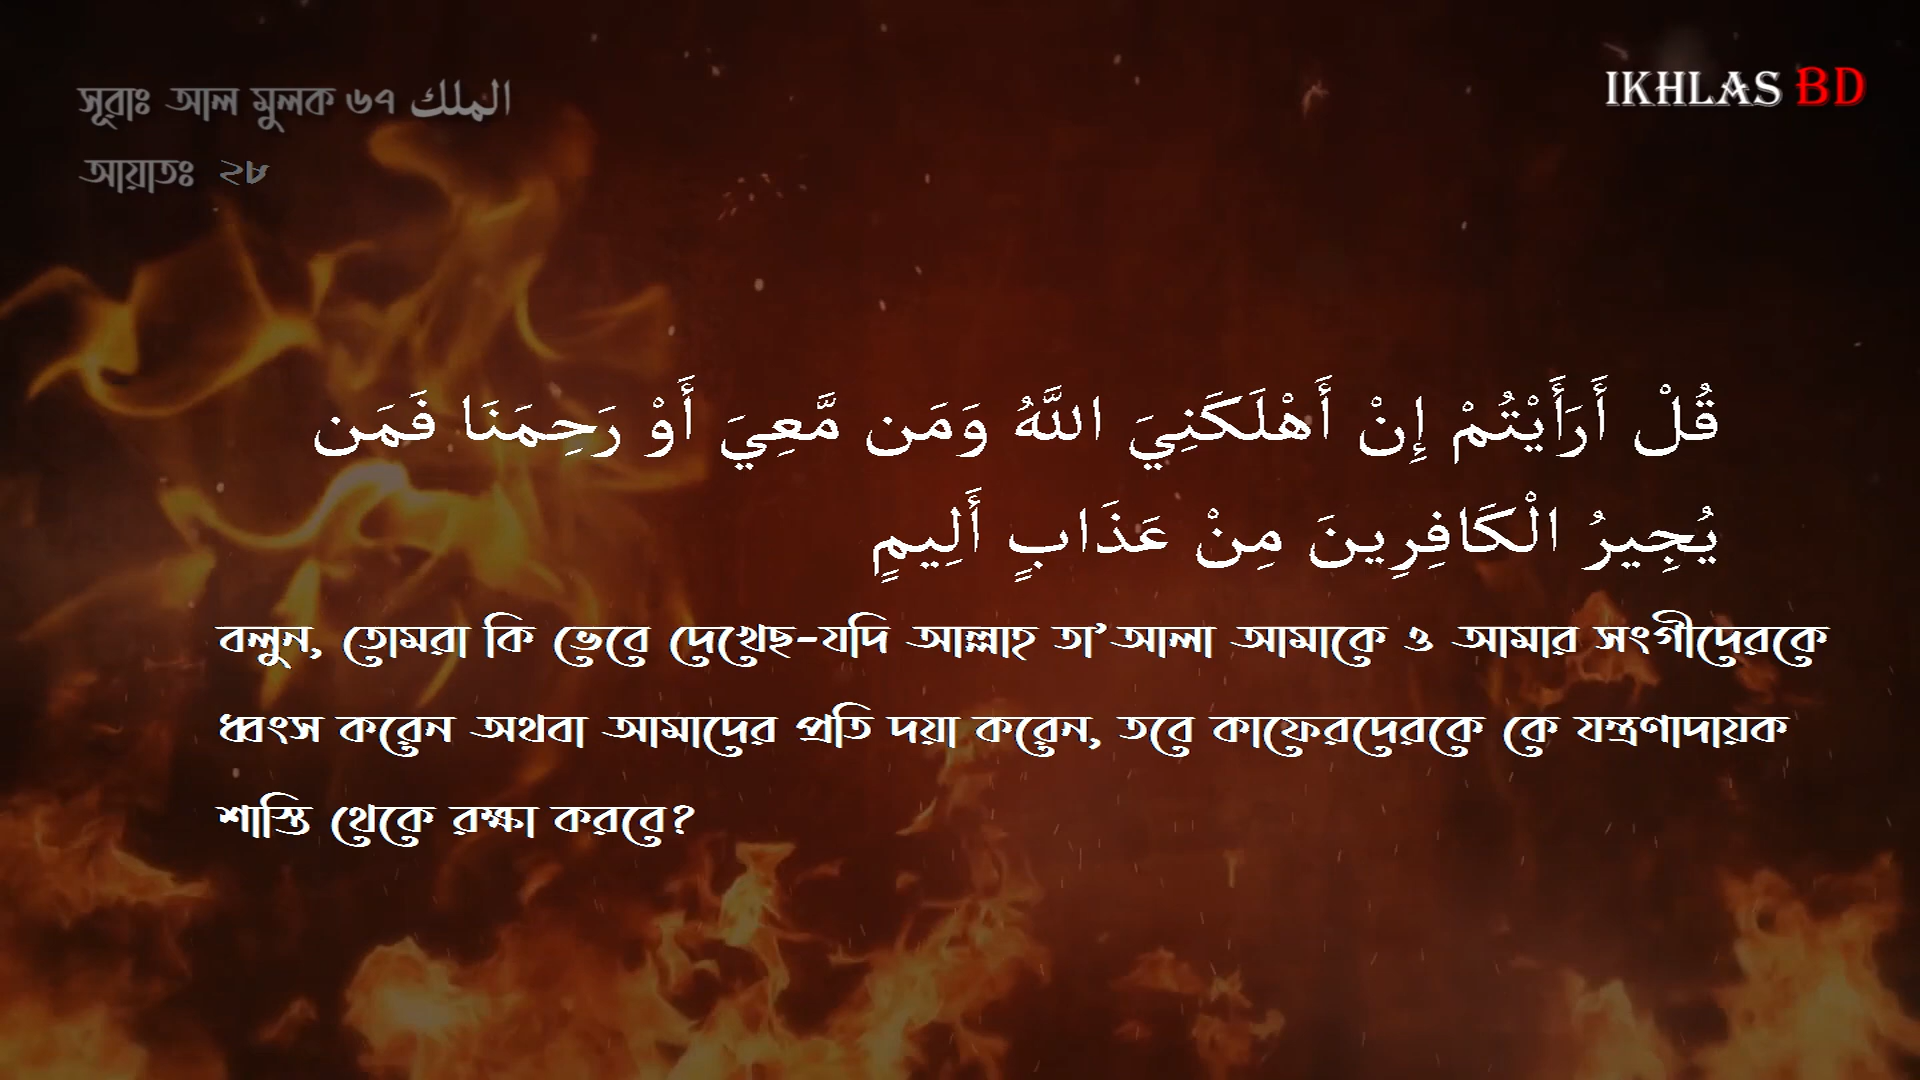 সূরাঃ আল মুলক ৬৭ الملك
IKHLAS BD
আয়াতঃ ২৮
قُلْ أَرَأَيْتُمْ إِنْ أَهْلَكَنِيَ اللَّهُ وَمَن مَّعِيَ أَوْ رَحِمَنَا فَمَن
يُجِيرُ الْكَافِرِينَ مِنْ عَذَابٍ أَلِيمٍ
বলুন, তোমরা কি ভেবে দেখেছ-যদি আল্লাহ তা’আলা আমাকে ও আমার সংগীদেরকে
ধ্বংস করেন অথবা আমাদের প্রতি দয়া করেন, তবে কাফেরদেরকে কে যন্ত্রণাদায়ক
শাস্তি থেকে রক্ষা করবে?